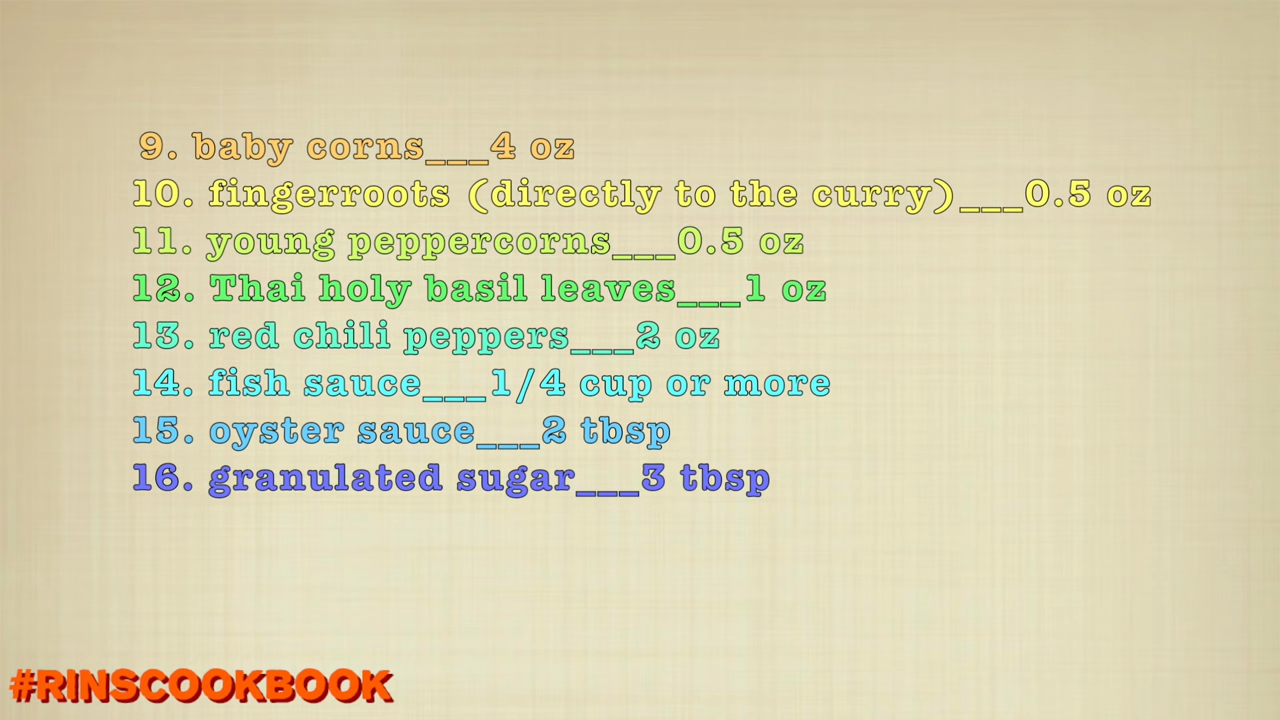 9. baby corns___4 oz
10. fingerroots (directly to the curry)___0.5 oz
11. young peppercorns___0.5 oz
12. Thai holy basil leaves___1 oz
13. red chili peppers___2 oz
14. fish sauce___1/4 cup or more
15. oyster sauce___2 tbsp
16. granulated sugar___3 tbsp
#RINSCOOKBOOK